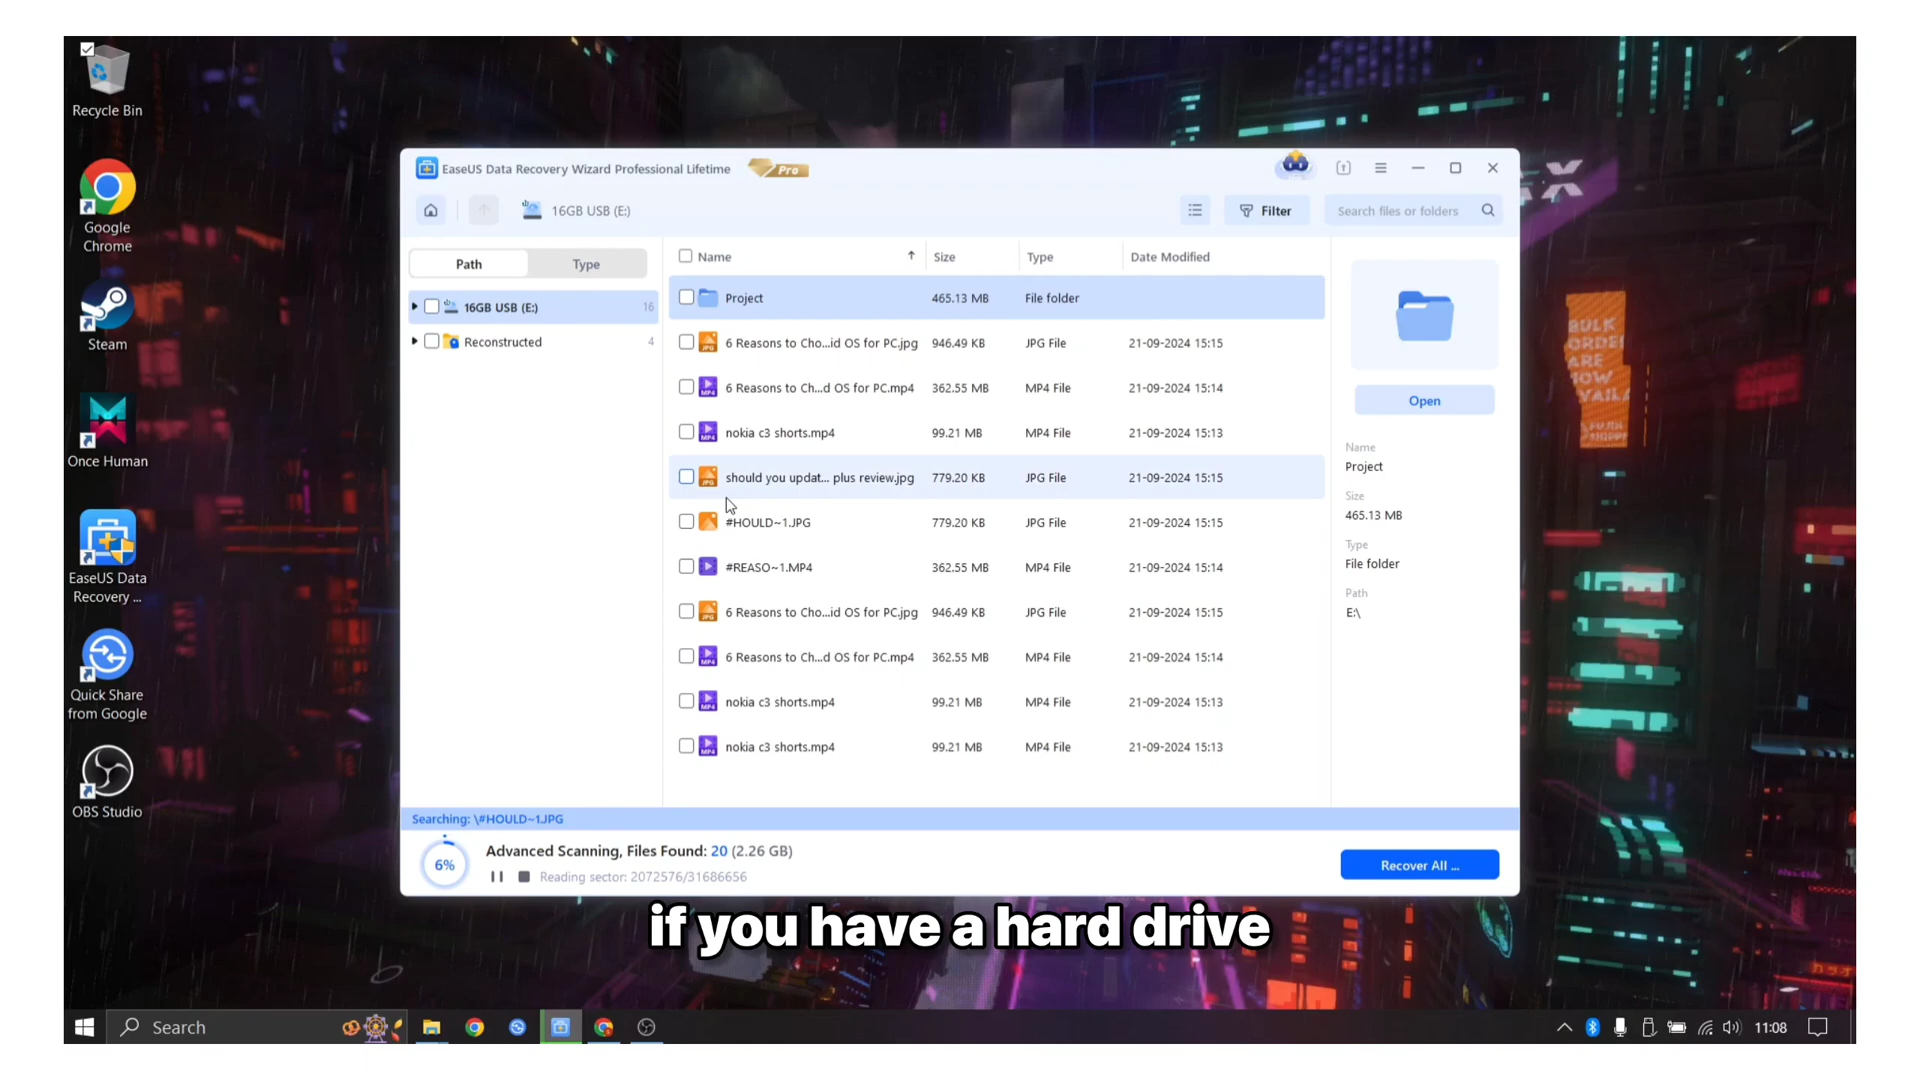 Recycle Bin
Google
Chrome
Steam
Once Human
EaseUS Data
Recovery ...
Quick Share
from Google
OBS Studio
EaseUS Data Recovery Wizard Professional Lifetime
Pro
16GB USB (E:)
Filter
Search files or folders
Path
Type
16GB USB (E:) 16
Reconstructed 4
Name Size Type Date Modified
Project 465.13 MB File folder
6 Reasons to Cho...id OS for PC.jpg 946.49 KB JPG File 21-09-2024 15:15
6 Reasons to Ch...d OS for PC.mp4 362.55 MB MP4 File 21-09-2024 15:14
nokia c3 shorts.mp4 99.21 MB MP4 File 21-09-2024 15:13
should you updat... plus review.jpg 779.20 KB JPG File 21-09-2024 15:15
#HOULD~1.JPG 779.20 KB JPG File 21-09-2024 15:15
#REASO~1.MP4 362.55 MB MP4 File 21-09-2024 15:14
6 Reasons to Cho...id OS for PC.jpg 946.49 KB JPG File 21-09-2024 15:15
6 Reasons to Ch...d OS for PC.mp4 362.55 MB MP4 File 21-09-2024 15:14
nokia c3 shorts.mp4 99.21 MB MP4 File 21-09-2024 15:13
nokia c3 shorts.mp4 99.21 MB MP4 File 21-09-2024 15:13
Open
Name
Project
Size
465.13 MB
Type
File folder
Path
E:\
BULK
ORDE
ARE
NOW
AVAIL
Searching: \#HOULD~1.JPG
6%
Advanced Scanning, Files Found: 20 (2.26 GB)
Reading sector: 2072576/31686656
Recover All ...
if you have a hard drive
Search
11:08